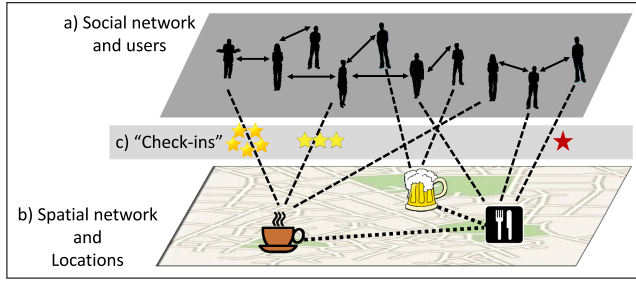 a) Social network
and users
c) “Check-ins”
b) Spatial network
and
Locations